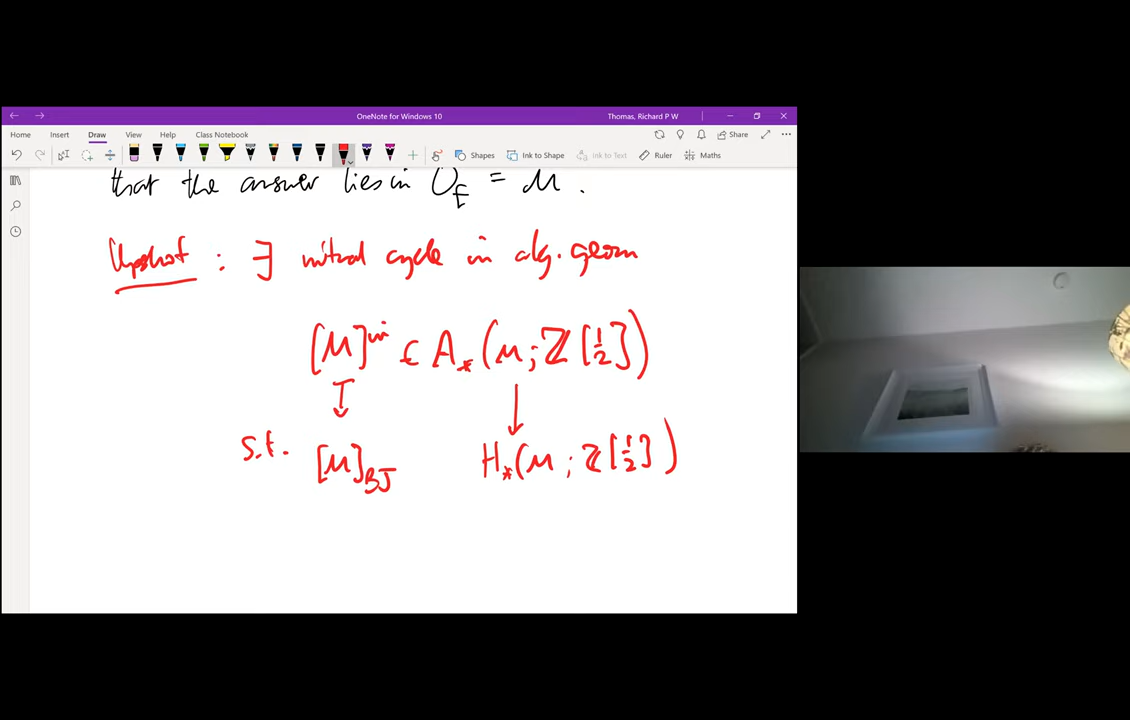 OneNote for Windows 10
Thomas, Richard P W
Home Insert Draw View Help Class Notebook
Share
Shapes Ink to Shape Ink to Text Ruler Maths
that the answer lies in O_E = M .
Upshot : ∃ virtual cycle in alg. geom
[M]^vir ∈ A_*(M; ℤ[1/2])
↧ ↓
s.t. [M]_BJ H_*(M; ℤ[1/2])